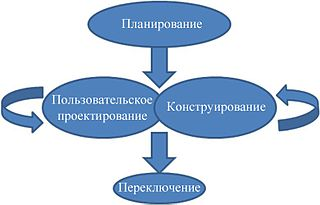 Планирование
Пользовательское
проектирование
Конструирование
Переключение